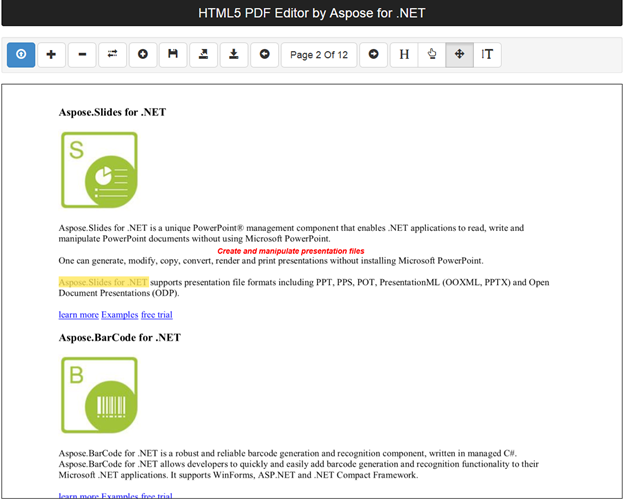 HTML5 PDF Editor by Aspose for .NET
Page 2 Of 12
H
T
Aspose.Slides for .NET
S
Aspose.Slides for .NET is a unique PowerPoint® management component that enables .NET applications to read, write and
manipulate PowerPoint documents without using Microsoft PowerPoint.
Create and manipulate presentation files
One can generate, modify, copy, convert, render and print presentations without installing Microsoft PowerPoint.
Aspose.Slides for .NET supports presentation file formats including PPT, PPS, POT, PresentationML (OOXML, PPTX) and Open
Document Presentations (ODP).
learn more Examples free trial
Aspose.BarCode for .NET
B
Aspose.BarCode for .NET is a robust and reliable barcode generation and recognition component, written in managed C#.
Aspose.BarCode for .NET allows developers to quickly and easily add barcode generation and recognition functionality to their
Microsoft .NET applications. It supports WinForms, ASP.NET and .NET Compact Framework.
learn more Examples free trial